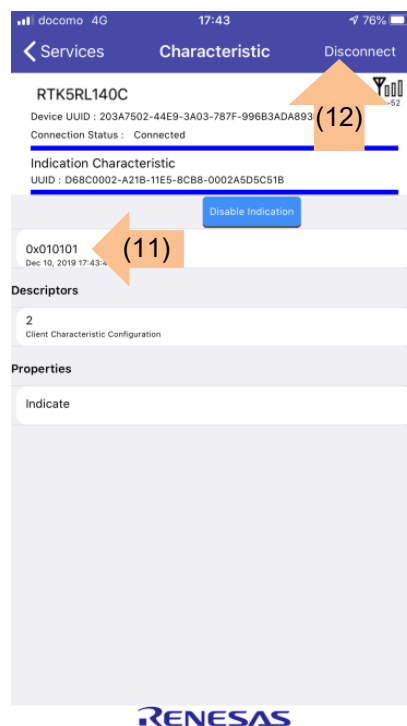 docomo 4G 17:43 76%
Services Characteristic Disconnect
RTK5RL140C
-52
Device UUID : 203A7502-44E9-3A03-787F-996B3ADA893
(12)
Connection Status : Connected
Indication Characteristic
UUID : D68C0002-A21B-11E5-8CB8-0002A5D5C51B
Disable Indication
0x010101
(11)
Dec 10, 2019 17:43:4
Descriptors
2
Client Characteristic Configuration
Properties
Indicate
RENESAS